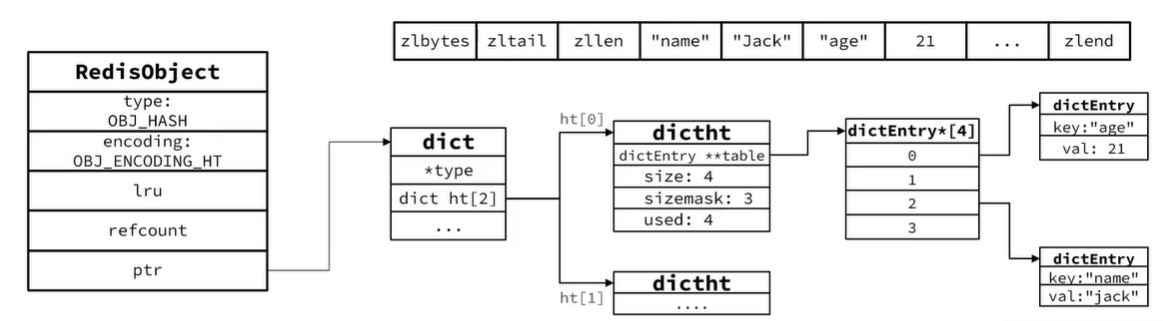 zlbytes zltail zllen "name" "Jack" "age" 21 ... zlend
RedisObject
type:
OBJ_HASH
encoding:
OBJ_ENCODING_HT
lru
refcount
ptr
dict
*type
dict ht[2]
...
ht[0]
dictht
dictEntry **table
size: 4
sizemask: 3
used: 4
ht[1]
dictht
....
dictEntry*[4]
0
1
2
3
dictEntry
key:"age"
val: 21
dictEntry
key:"name"
val:"jack"